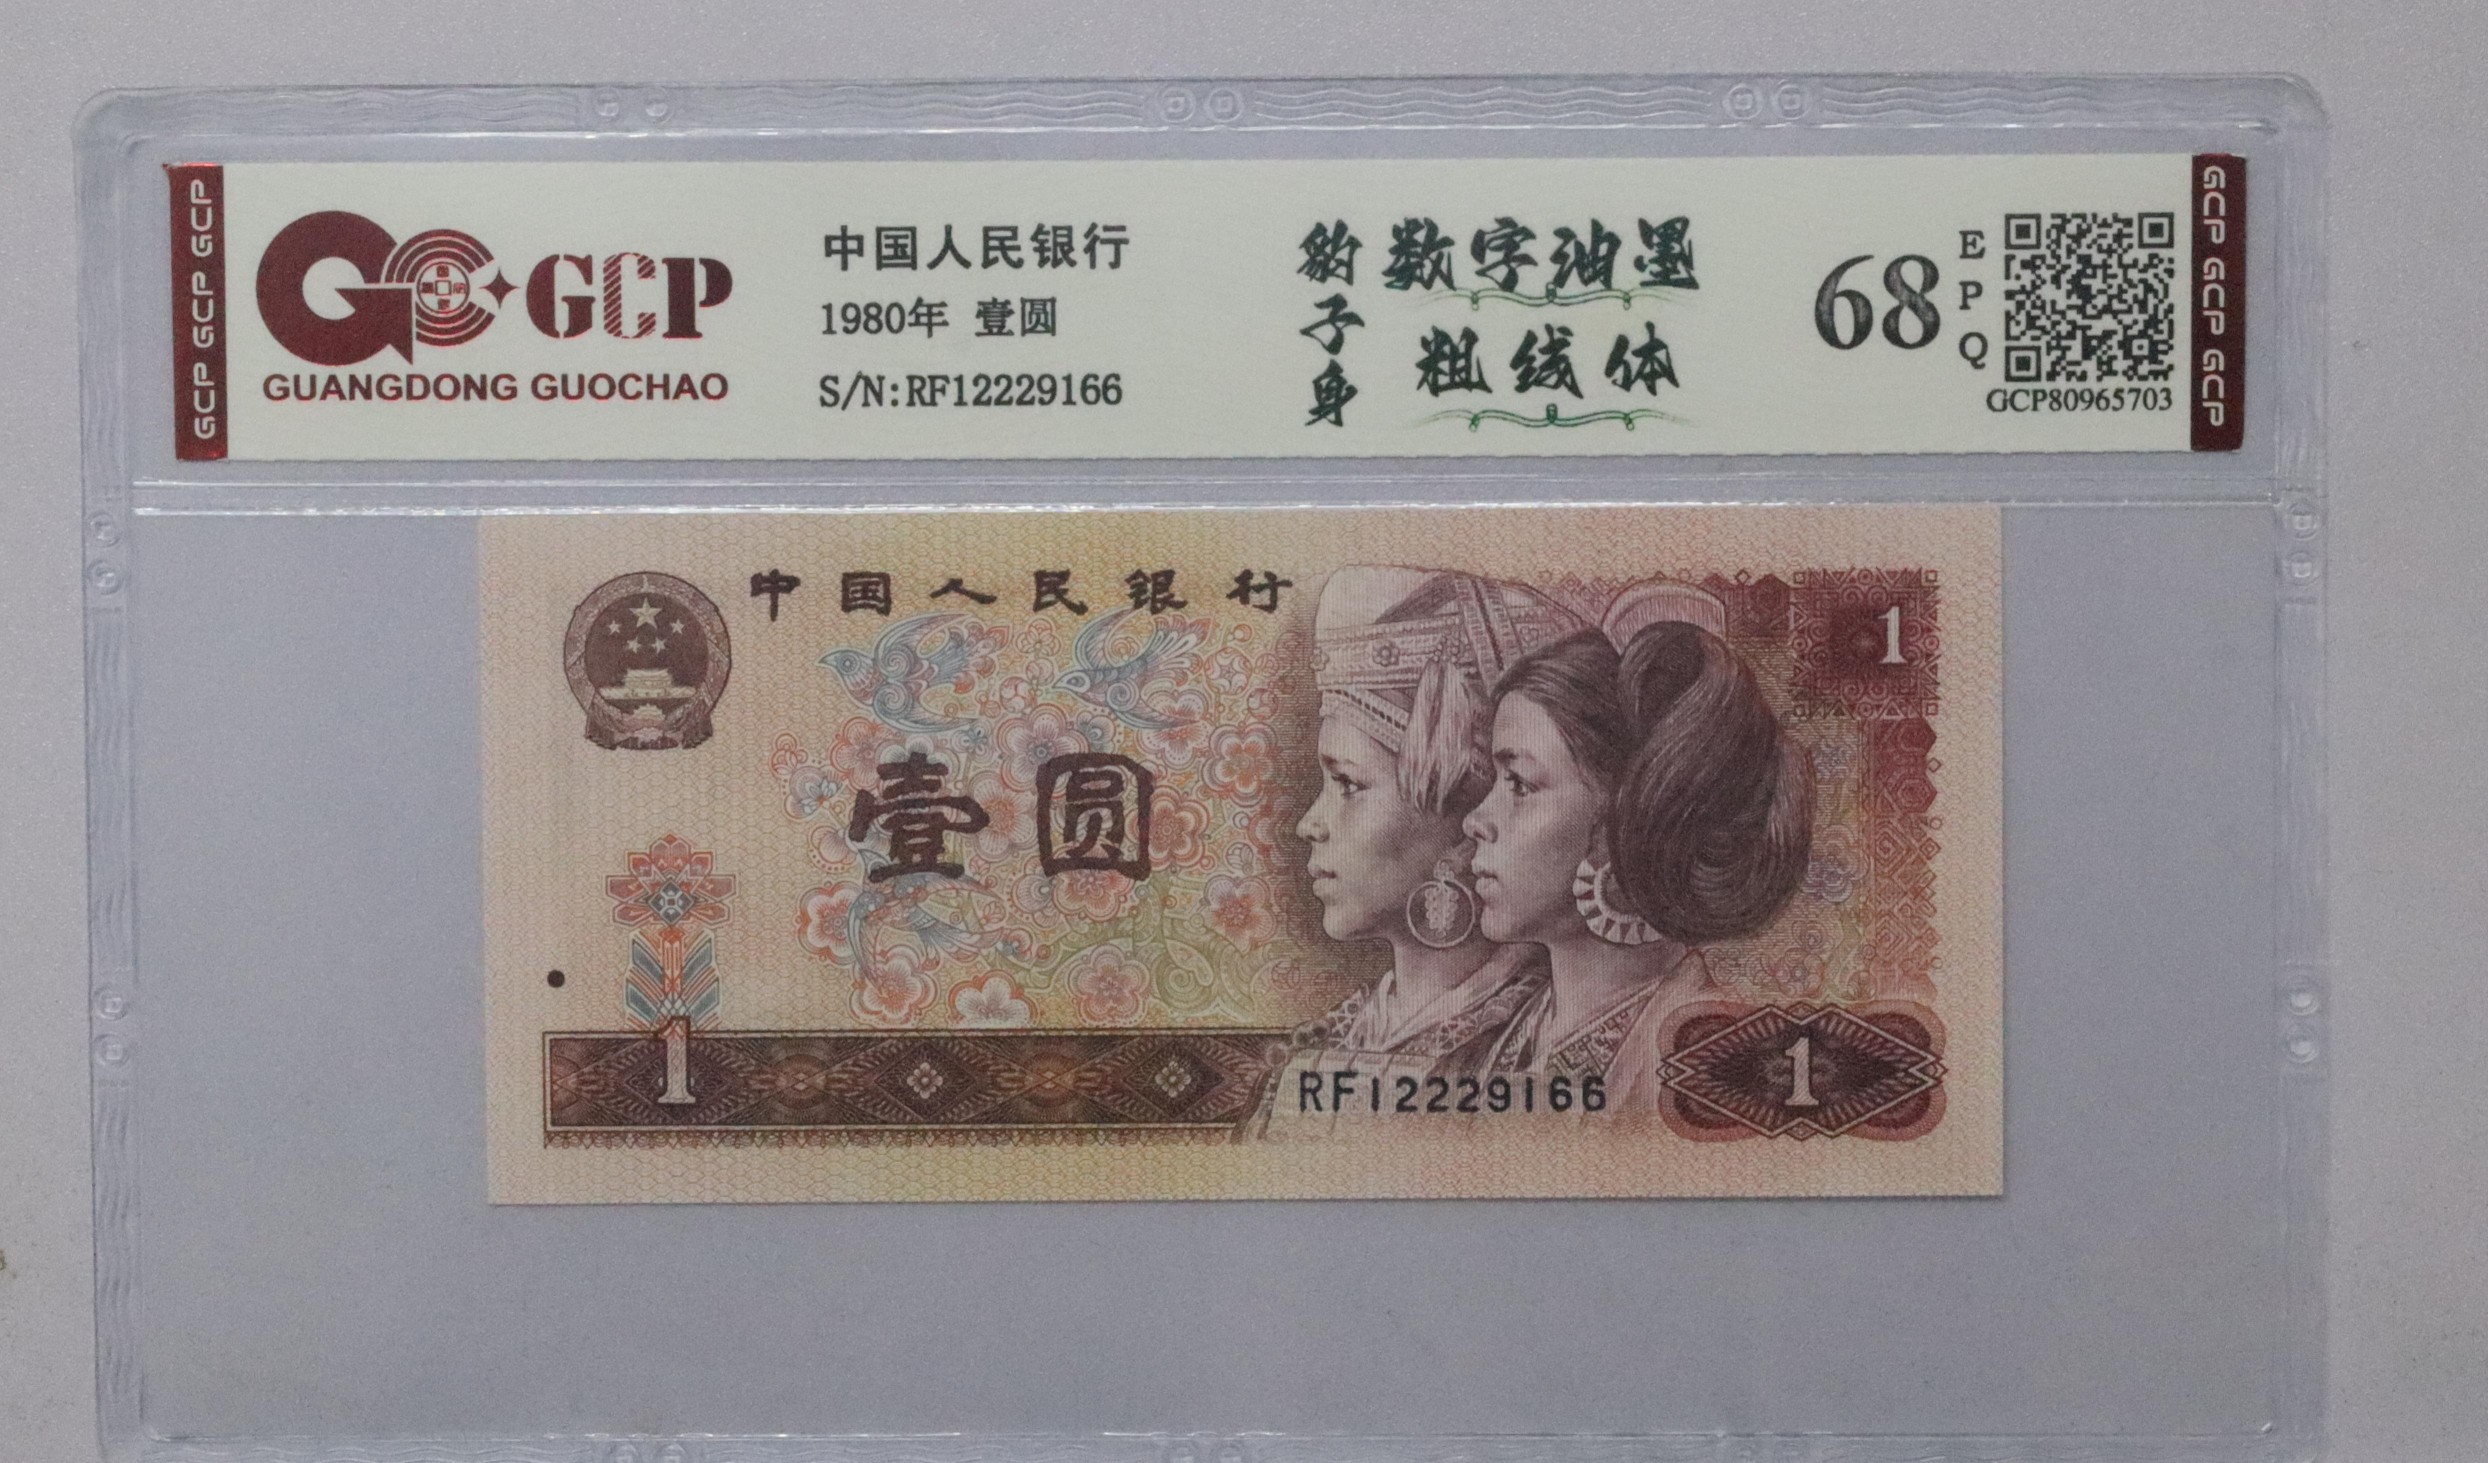 GCP GCP GCP
GCP
GUANGDONG GUOCHAO
中国人民银行
1980年 壹圆
S/N:RF12229166
豹子身
数字油墨
粗线体
68
EPQ
GCP80965703
GCP GCP GCP
中国人民银行
1
壹圆
1
RF12229166
1